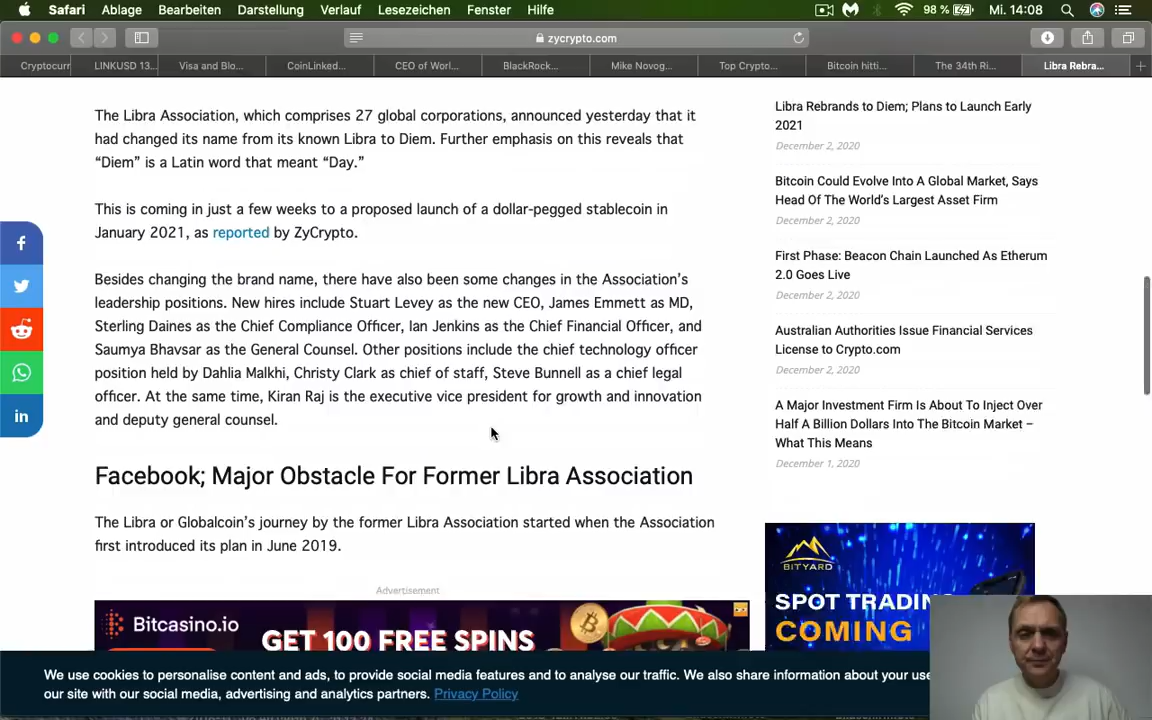 Safari Ablage Bearbeiten Darstellung Verlauf Lesezeichen Fenster Hilfe 98 % Mi. 14:08
zycrypto.com
Cryptocurr LINKUSD 13... Visa and Blo... CoinLinked... CEO of Worl... BlackRock... Mike Novog... Top Crypto... Bitcoin hitti... The 34th Ri... Libra Rebra...
The Libra Association, which comprises 27 global corporations, announced yesterday that it
had changed its name from its known Libra to Diem. Further emphasis on this reveals that
“Diem” is a Latin word that meant “Day.”
This is coming in just a few weeks to a proposed launch of a dollar-pegged stablecoin in
January 2021, as reported by ZyCrypto.
Besides changing the brand name, there have also been some changes in the Association’s
leadership positions. New hires include Stuart Levey as the new CEO, James Emmett as MD,
Sterling Daines as the Chief Compliance Officer, Ian Jenkins as the Chief Financial Officer, and
Saumya Bhavsar as the General Counsel. Other positions include the chief technology officer
position held by Dahlia Malkhi, Christy Clark as chief of staff, Steve Bunnell as a chief legal
officer. At the same time, Kiran Raj is the executive vice president for growth and innovation
and deputy general counsel.
Facebook; Major Obstacle For Former Libra Association
The Libra or Globalcoin’s journey by the former Libra Association started when the Association
first introduced its plan in June 2019.
Advertisement
Bitcasino.io
GET 100 FREE SPINS
Libra Rebrands to Diem; Plans to Launch Early
2021
December 2, 2020
Bitcoin Could Evolve Into A Global Market, Says
Head Of The World’s Largest Asset Firm
December 2, 2020
First Phase: Beacon Chain Launched As Etherum
2.0 Goes Live
December 2, 2020
Australian Authorities Issue Financial Services
License to Crypto.com
December 2, 2020
A Major Investment Firm Is About To Inject Over
Half A Billion Dollars Into The Bitcoin Market –
What This Means
December 1, 2020
BITYARD
SPOT TRADIN
COMING
We use cookies to personalise content and ads, to provide social media features and to analyse our traffic. We also share information about your use
our site with our social media, advertising and analytics partners. Privacy Policy